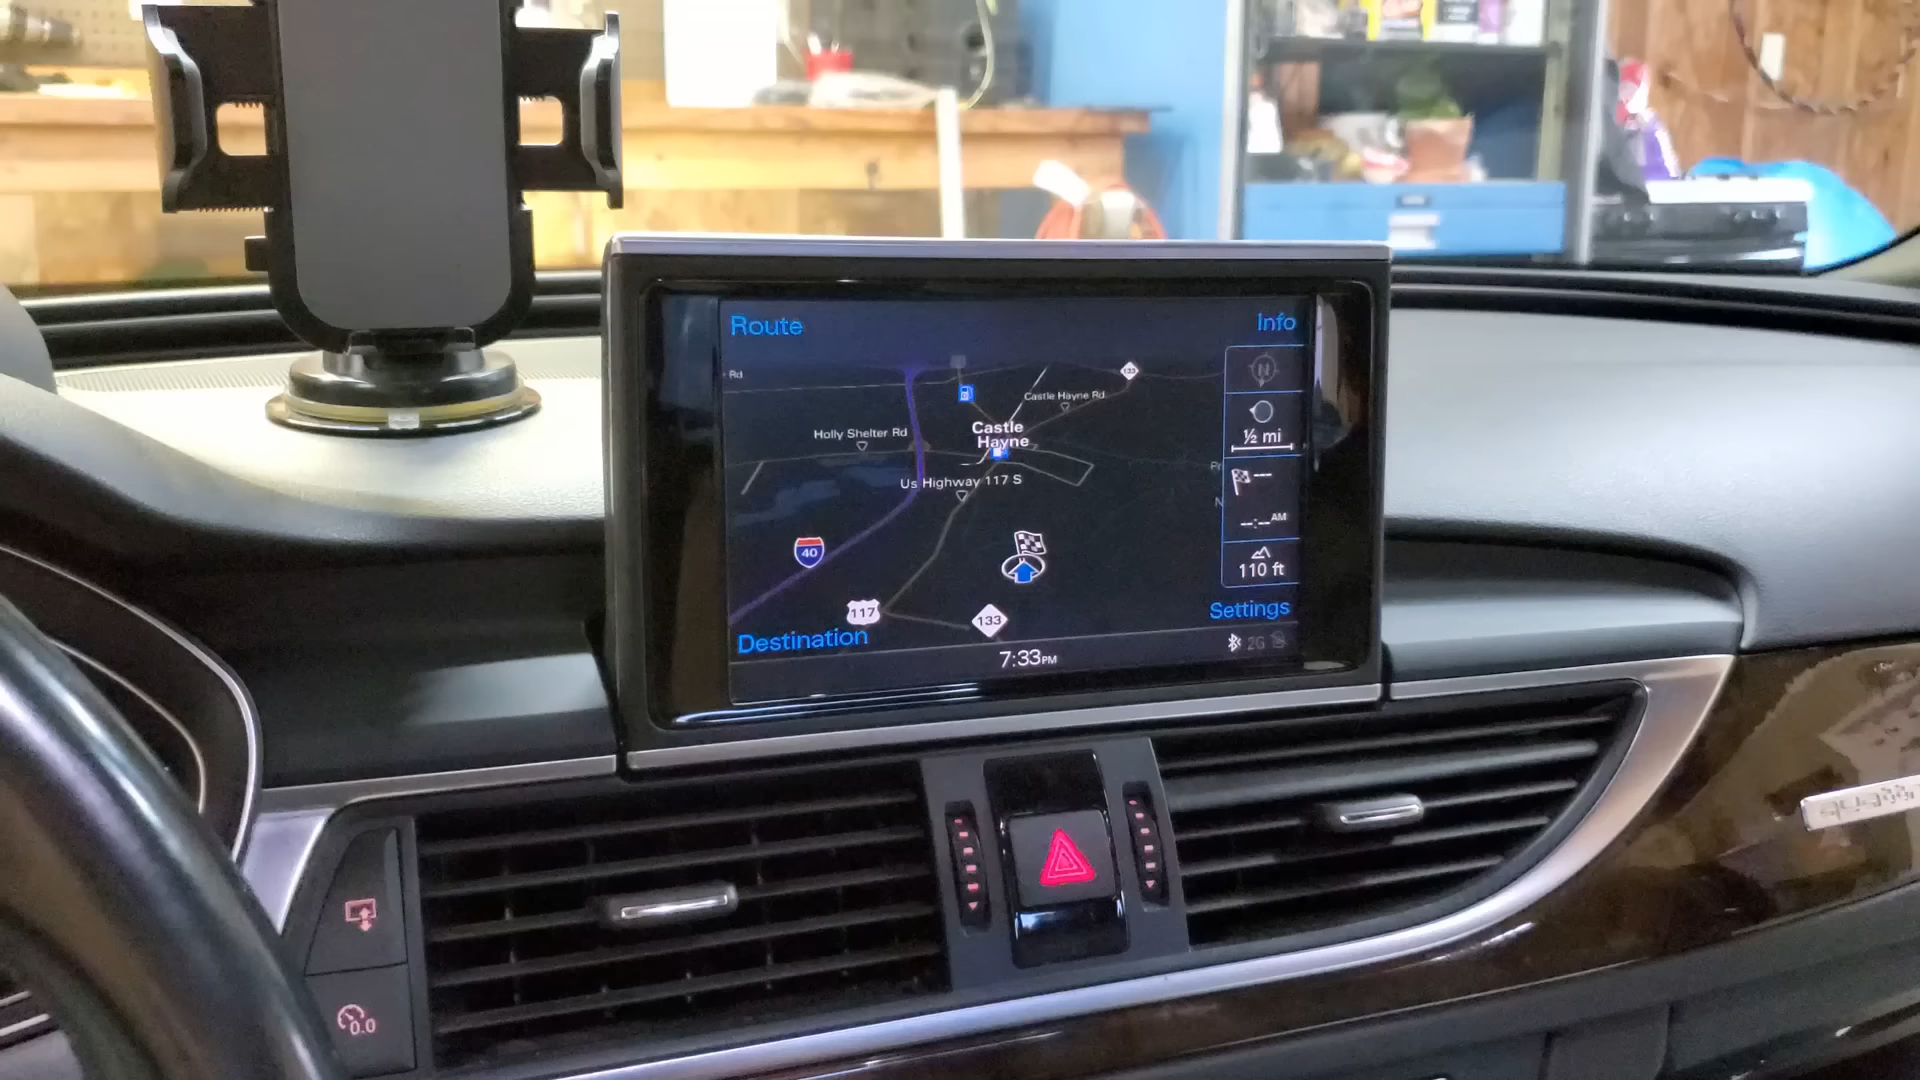 Route
Info
Rd
133
N
Castle Hayne Rd
½ mi
Holly Shelter Rd
Castle
Hayne
---
Us Highway 117 S
--:--AM
40
110 ft
117
133
Settings
Destination
2G
7:33PM
0.0